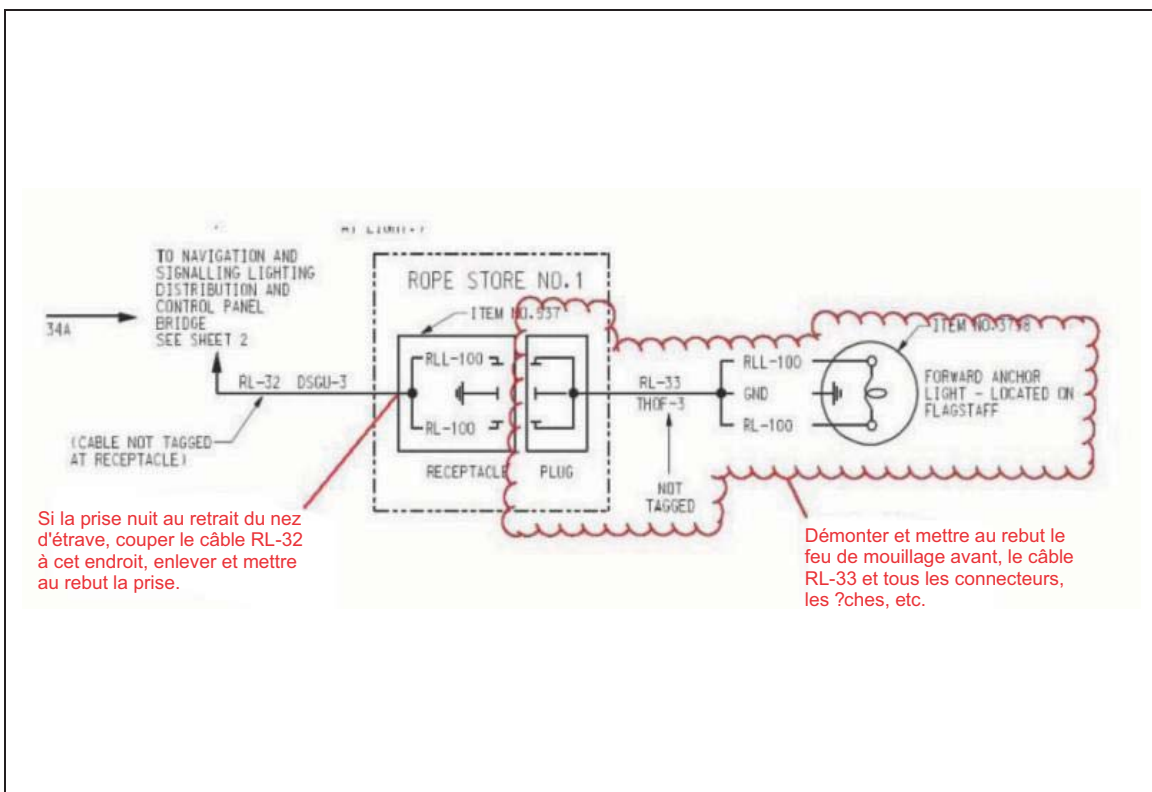 TO NAVIGATION AND
SIGNALLING LIGHTING
DISTRIBUTION AND
CONTROL PANEL
BRIDGE
SEE SHEET 2
34A
ROPE STORE NO.1
ITEM NO.537
RLL-100
RL-100
RECEPTACLE
PLUG
RL-32 DSGU-3
(CABLE NOT TAGGED
AT RECEPTACLE)
RL-33
THOF-3
NOT
TAGGED
RLL-100
GND
RL-100
ITEM NO.3798
FORWARD ANCHOR
LIGHT - LOCATED ON
FLAGSTAFF
Si la prise nuit au retrait du nez
d'étrave, couper le câble RL-32
à cet endroit, enlever et mettre
au rebut la prise.
Démonter et mettre au rebut le
feu de mouillage avant, le câble
RL-33 et tous les connecteurs,
les ?ches, etc.